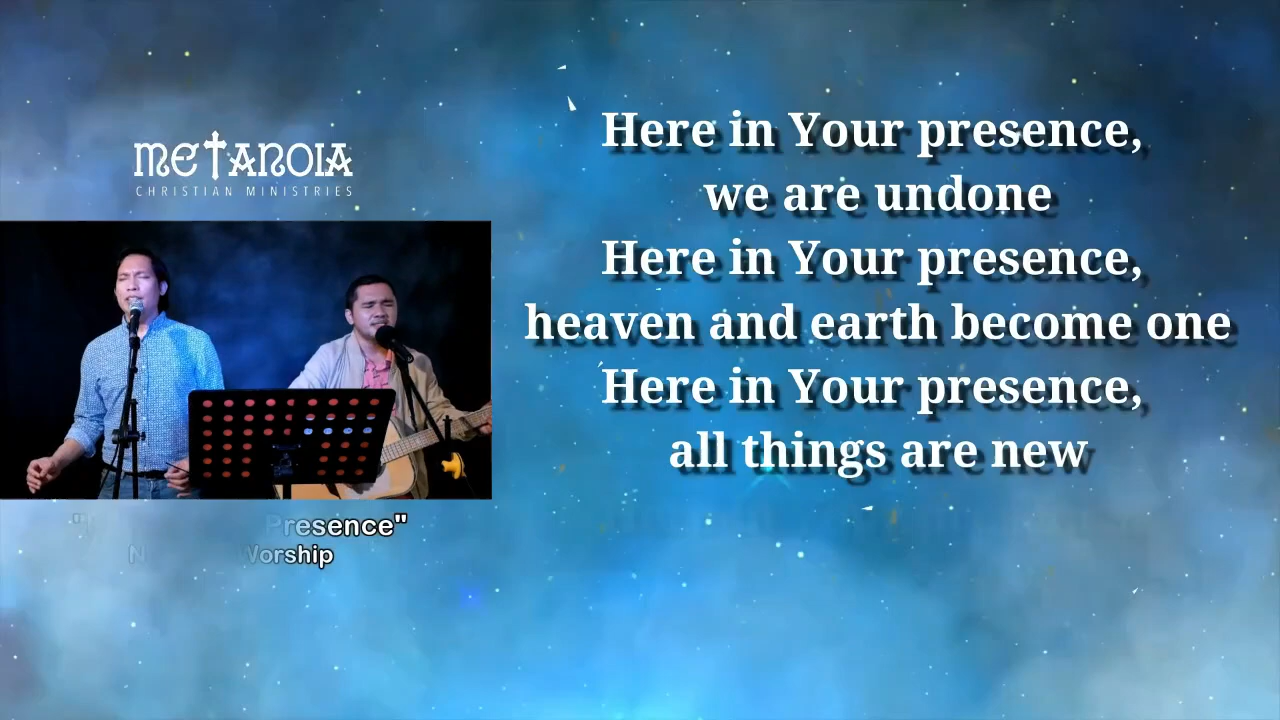 METANOIA
CHRISTIAN MINISTRIES
Here in Your presence,
we are undone
Here in Your presence,
heaven and earth become one
Here in Your presence,
all things are new
Presence"
Worship